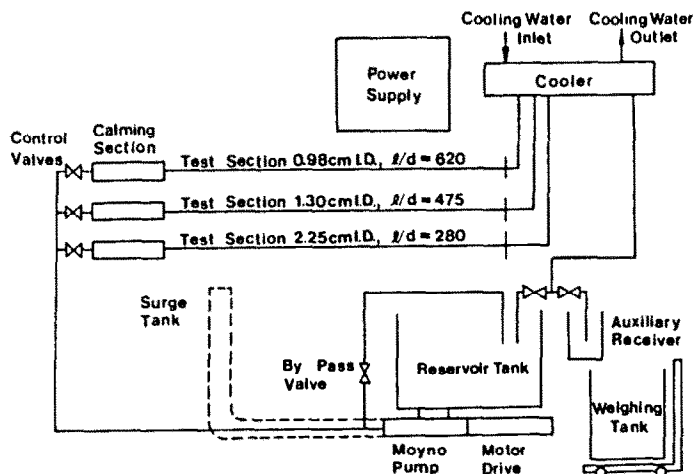 Cooling Water
Inlet
Cooling Water
Outlet
Power
Supply
Cooler
Control
Valves
Calming
Section
Test Section 0.98cm I.D., ℓ/d = 620
Test Section 1.30cm I.D., ℓ/d = 475
Test Section 2.25cm I.D., ℓ/d = 280
Surge
Tank
By Pass
Valve
Reservoir Tank
Auxiliary
Receiver
Weighing
Tank
Moyno
Pump
Motor
Drive